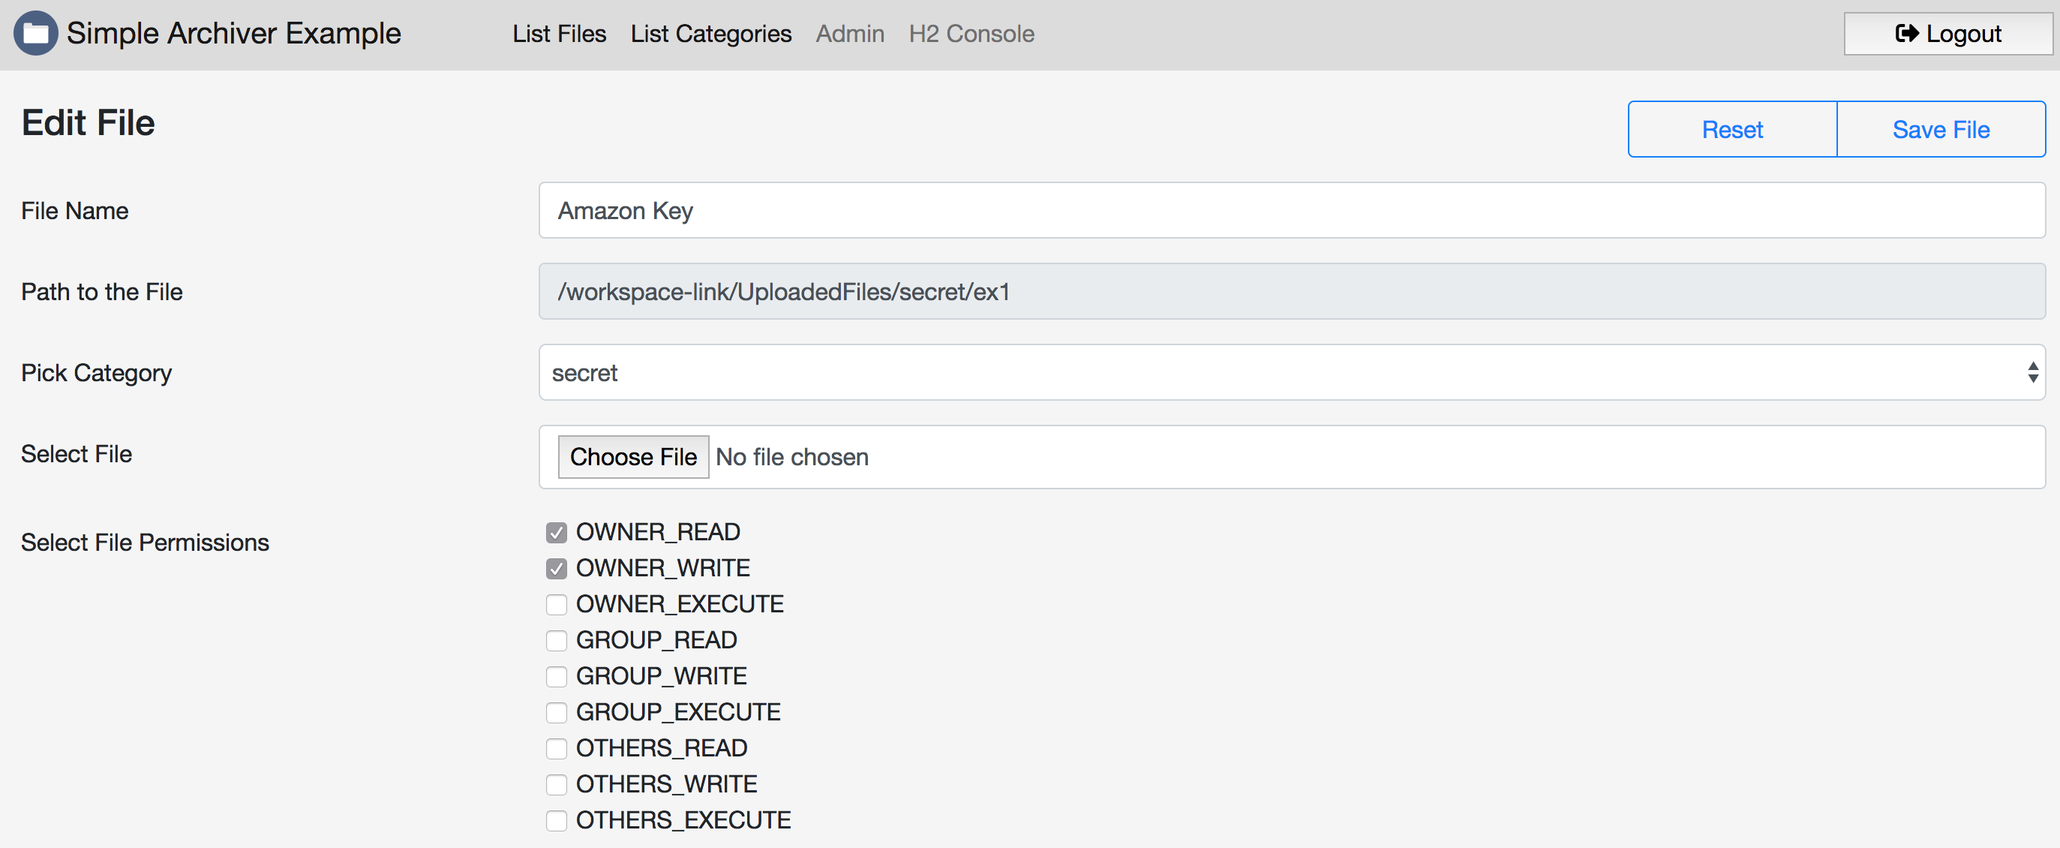 Simple Archiver Example List Files List Categories Admin H2 Console Logout
Edit File Reset Save File
File Name Amazon Key
Path to the File /workspace-link/UploadedFiles/secret/ex1
Pick Category secret
Select File Choose File No file chosen
Select File Permissions
OWNER_READ
OWNER_WRITE
OWNER_EXECUTE
GROUP_READ
GROUP_WRITE
GROUP_EXECUTE
OTHERS_READ
OTHERS_WRITE
OTHERS_EXECUTE